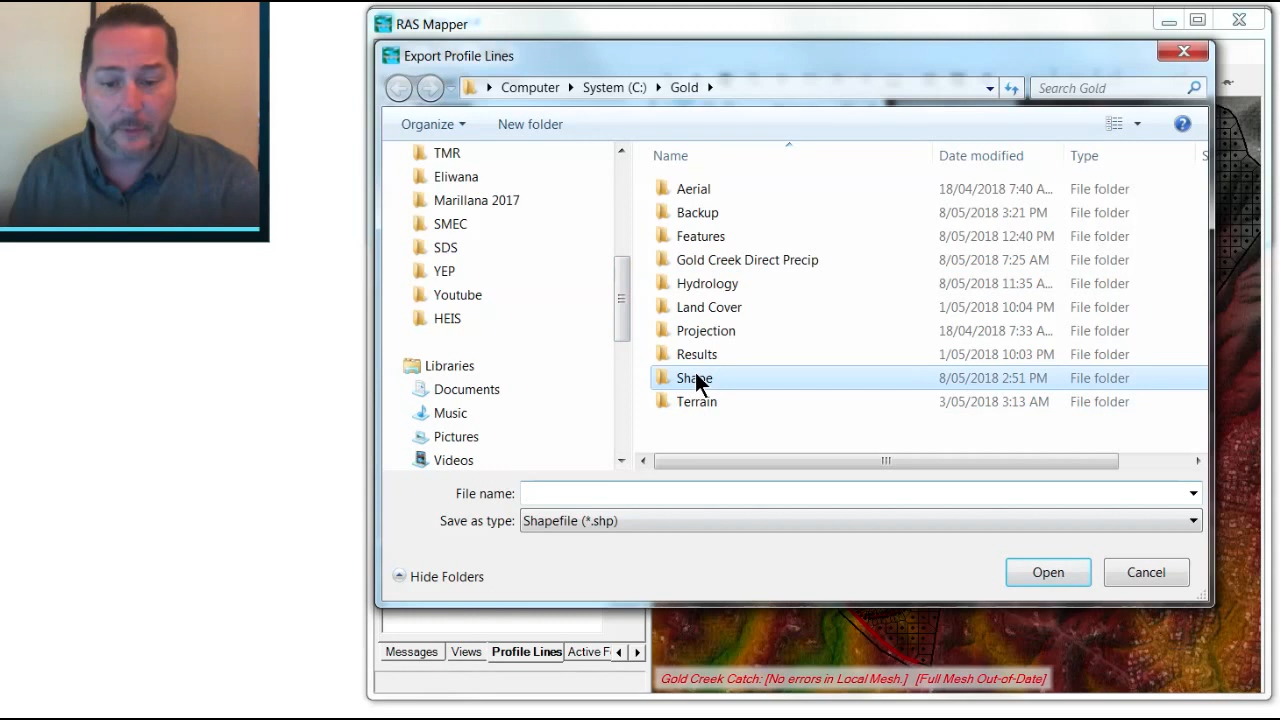 RAS Mapper
Export Profile Lines
Computer System (C:) Gold
Search Gold
Organize
New folder
Name Date modified Type S
TMR
Eliwana
Marillana 2017
SMEC
SDS
YEP
Youtube
HEIS
Libraries
Documents
Music
Pictures
Videos
Aerial 18/04/2018 7:40 A... File folder
Backup 8/05/2018 3:21 PM File folder
Features 8/05/2018 12:40 PM File folder
Gold Creek Direct Precip 8/05/2018 7:25 AM File folder
Hydrology 8/05/2018 11:35 A... File folder
Land Cover 1/05/2018 10:04 PM File folder
Projection 18/04/2018 7:33 A... File folder
Results 1/05/2018 10:03 PM File folder
Shape 8/05/2018 2:51 PM File folder
Terrain 3/05/2018 3:13 AM File folder
File name:
Save as type: Shapefile (*.shp)
Hide Folders
Open
Cancel
Messages Views Profile Lines Active F
Gold Creek Catch: [No errors in Local Mesh.] [Full Mesh Out-of-Date]